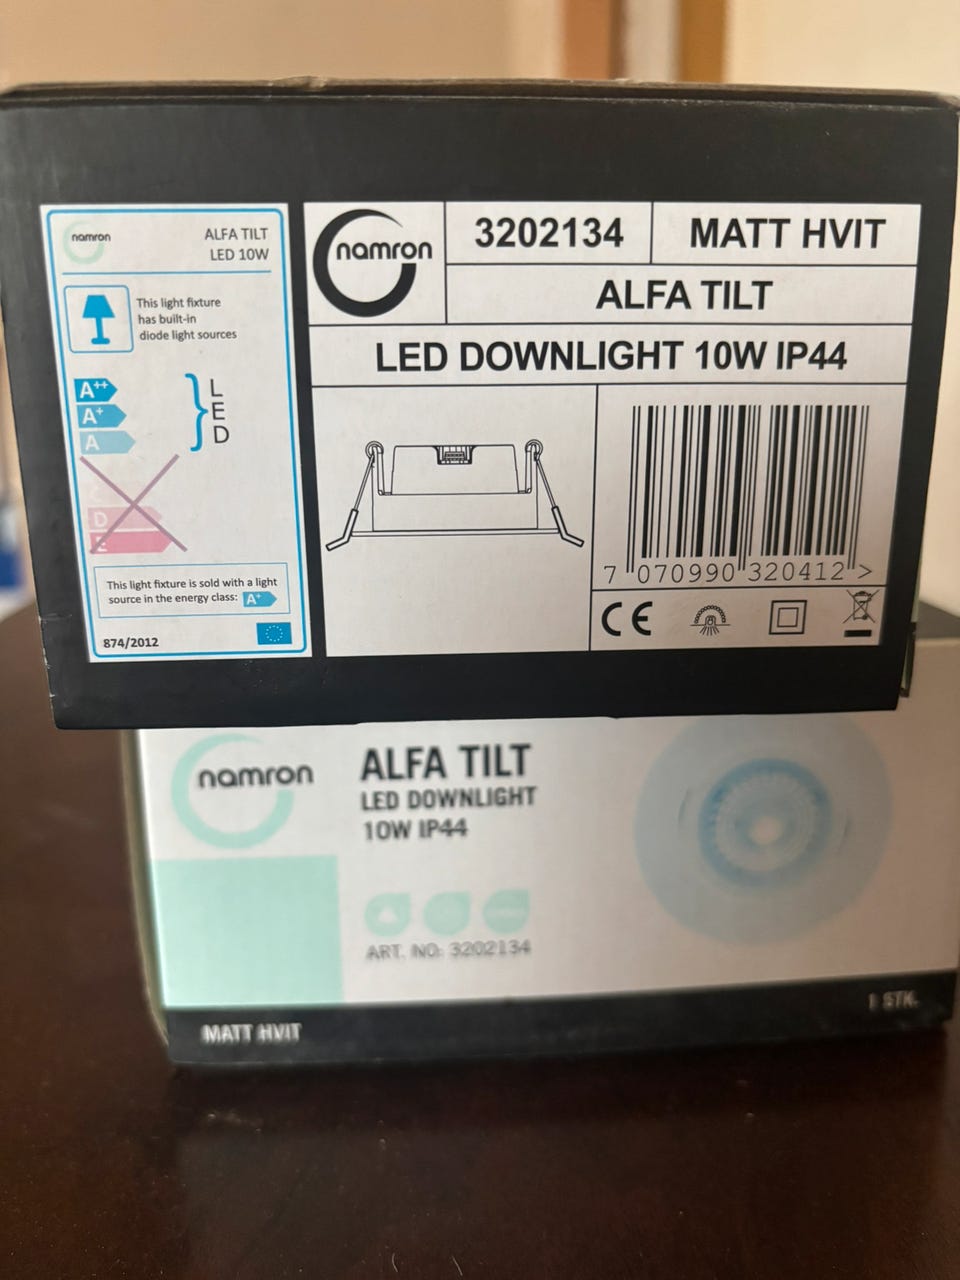 namron
ALFA TILT
LED 10W
This light fixture
has built-in
diode light sources
A++
A+
A
L
E
D
D
E
This light fixture is sold with a light
source in the energy class: A+
874/2012
namron
3202134
MATT HVIT
ALFA TILT
LED DOWNLIGHT 10W IP44
7 070990 320412 >
CE
namron
ALFA TILT
LED DOWNLIGHT
10W IP44
ART. NO: 3202134
MATT HVIT
1 STK.